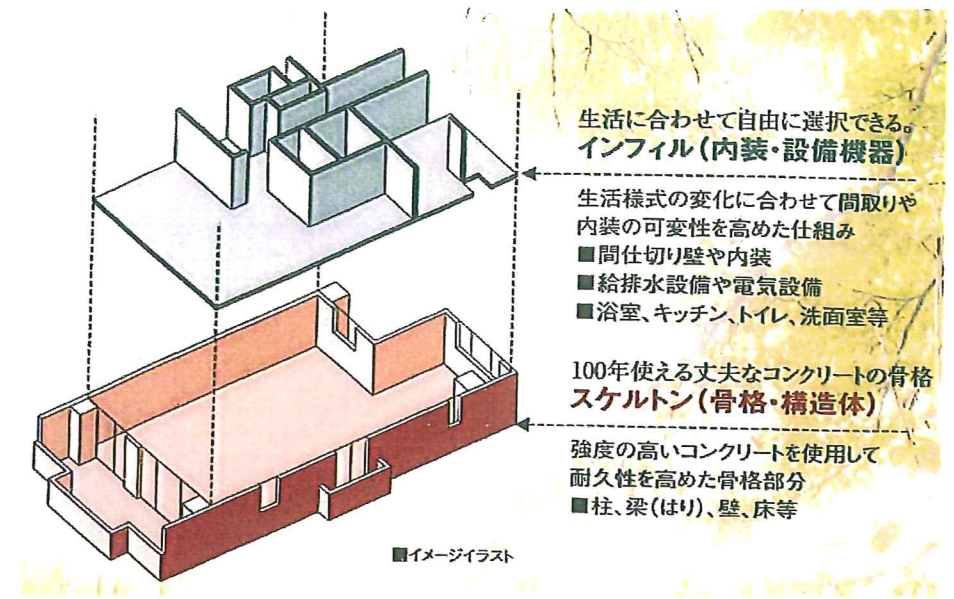 生活に合わせて自由に選択できる。
インフィル(内装・設備機器)
生活様式の変化に合わせて間取りや
内装の可変性を高めた仕組み
■間仕切り壁や内装
■給排水設備や電気設備
■浴室、キッチン、トイレ、洗面室等
100年使える丈夫なコンクリートの骨格
スケルトン(骨格・構造体)
強度の高いコンクリートを使用して
耐久性を高めた骨格部分
■柱、梁(はり)、壁、床等
■イメージイラスト